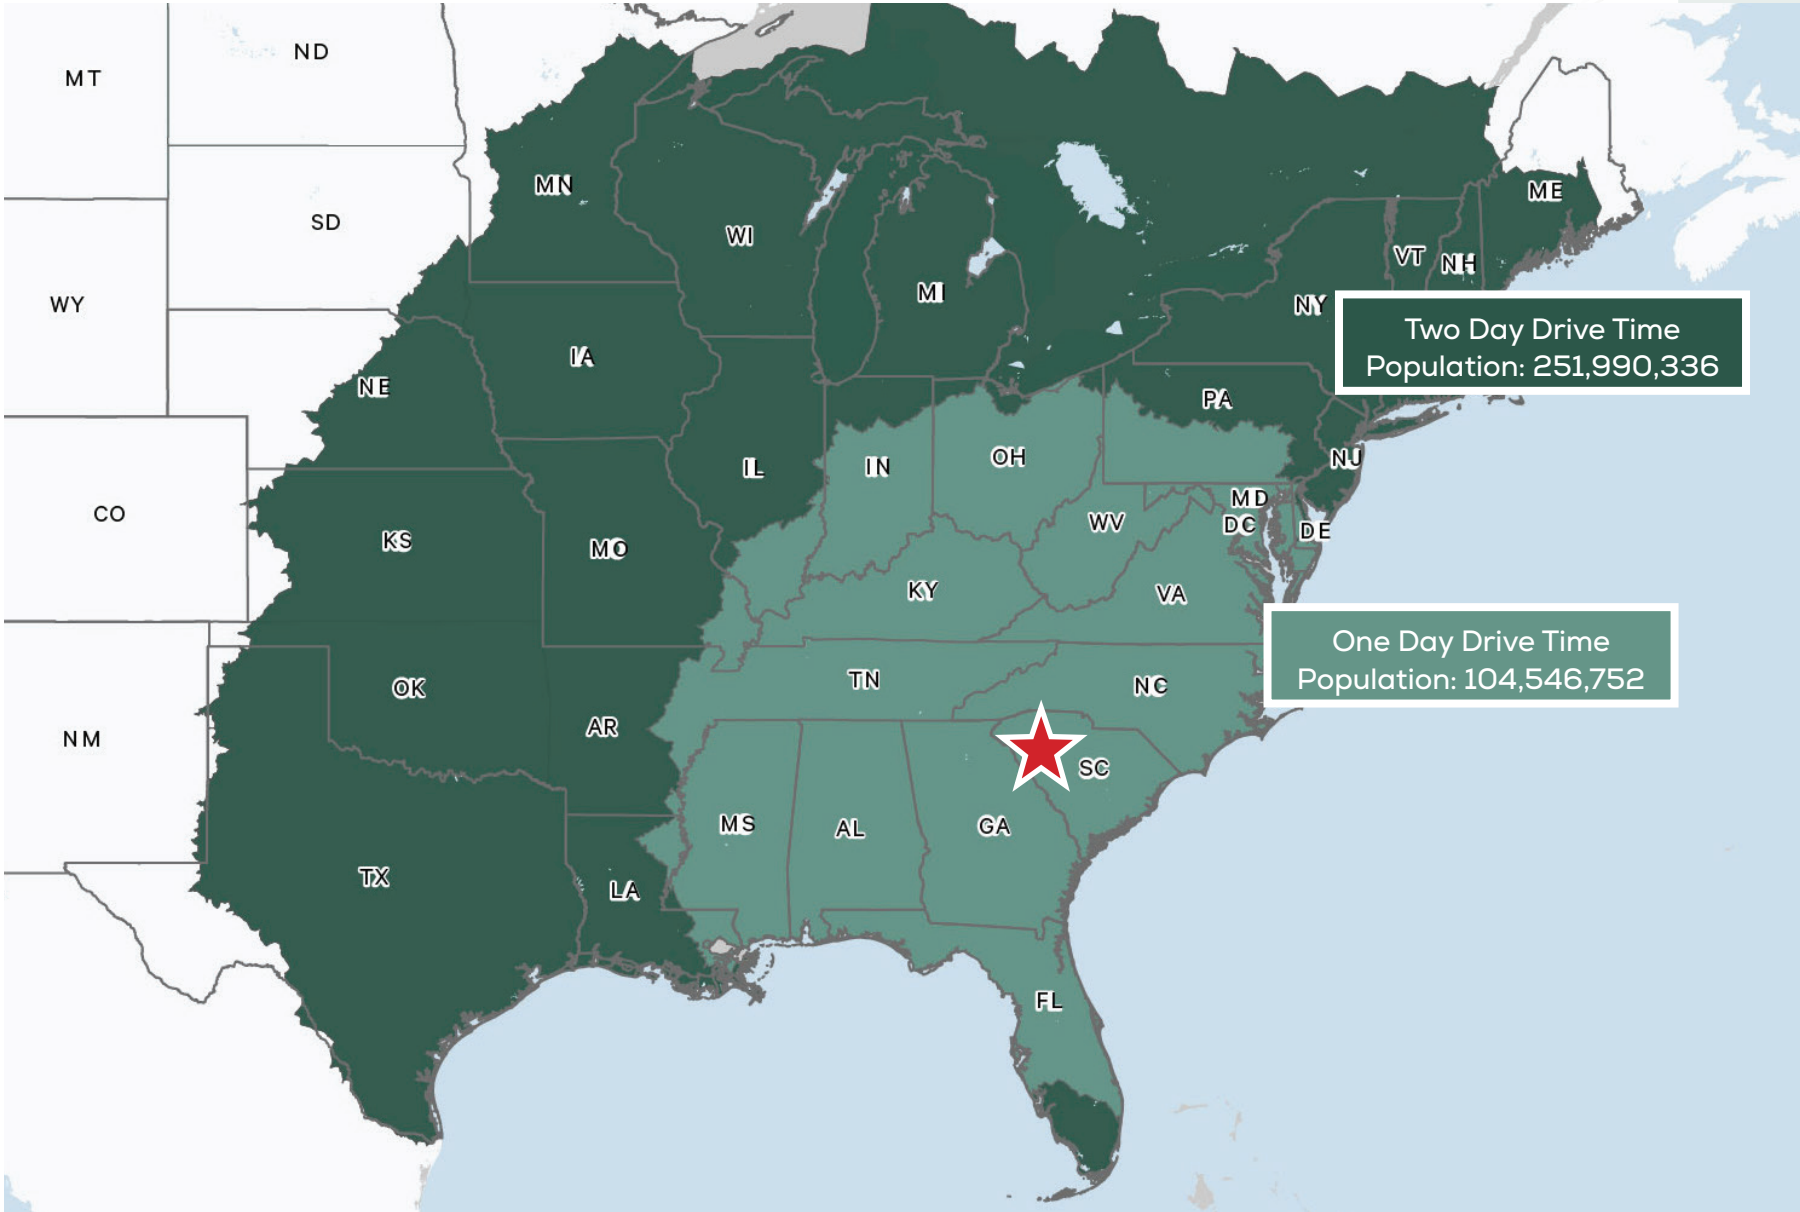 ND
MT
MN
ME
SD
WI
VT
NH
MI
WY
NY
Two Day Drive Time
Population: 251,990,336
IA
NE
PA
IL
IN
OH
NJ
MD
CO
WV
DC
DE
KS
MO
KY
VA
One Day Drive Time
Population: 104,546,752
TN
NC
OK
AR
NM
SC
MS
AL
GA
TX
LA
FL